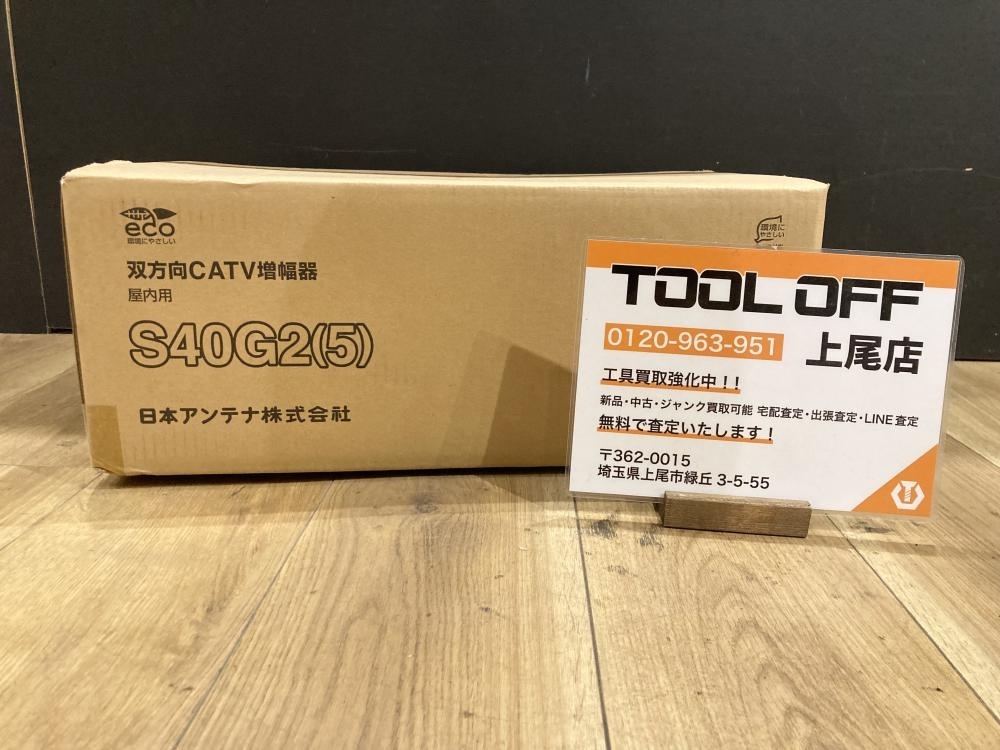 eco
環境にやさしい
双方向CATV増幅器
屋内用
S40G2(5)
日本アンテナ株式会社
環境に
やさしい
TOOL OFF
0120-963-951
上尾店
工具買取強化中!!
新品・中古・ジャンク買取可能 宅配査定・出張査定・LINE査定
無料で査定いたします!
〒362-0015
埼玉県上尾市緑丘 3-5-55